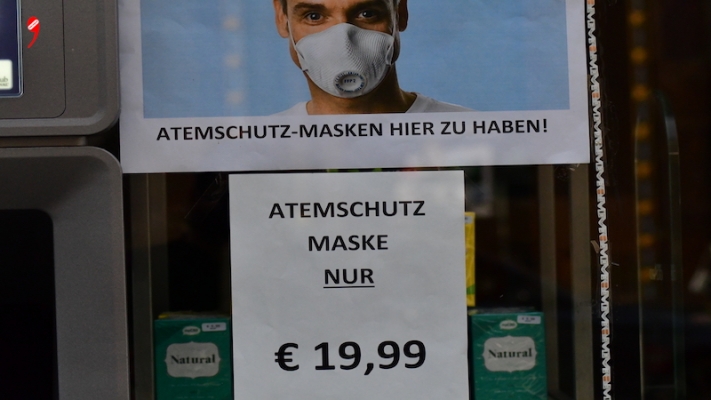 ATEMSCHUTZ-MASKEN HIER ZU HABEN!
ATEMSCHUTZ
MASKE
NUR
€ 19,99
Natural
Natural